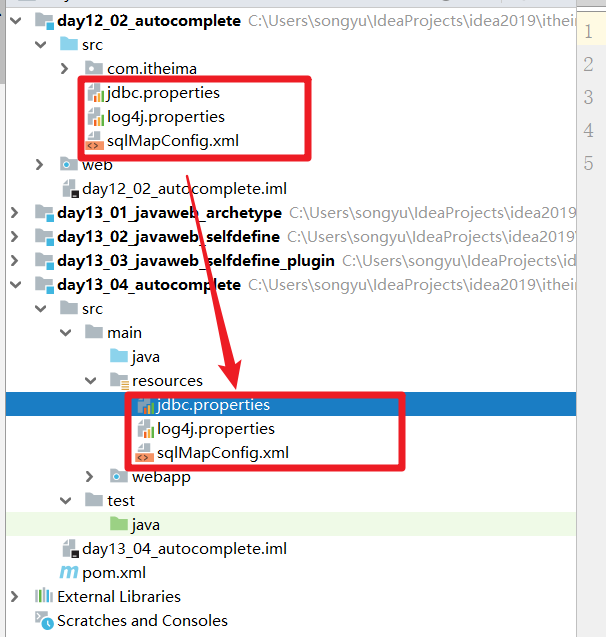 day12_02_autocomplete C:\Users\songyu\IdeaProjects\idea2019\itheima
1
src
2
com.itheima
jdbc.properties
3
log4j.properties
4
sqlMapConfig.xml
web
5
day12_02_autocomplete.iml
day13_01_javaweb_archetype C:\Users\songyu\IdeaProjects\idea2019
day13_02_javaweb_selfdefine C:\Users\songyu\IdeaProjects\idea2019
day13_03_javaweb_selfdefine_plugin C:\Users\songyu\IdeaProjects
day13_04_autocomplete C:\Users\songyu\IdeaProjects\idea2019\ithei
src
main
java
resources
jdbc.properties
log4j.properties
sqlMapConfig.xml
webapp
test
java
day13_04_autocomplete.iml
pom.xml
External Libraries
Scratches and Consoles